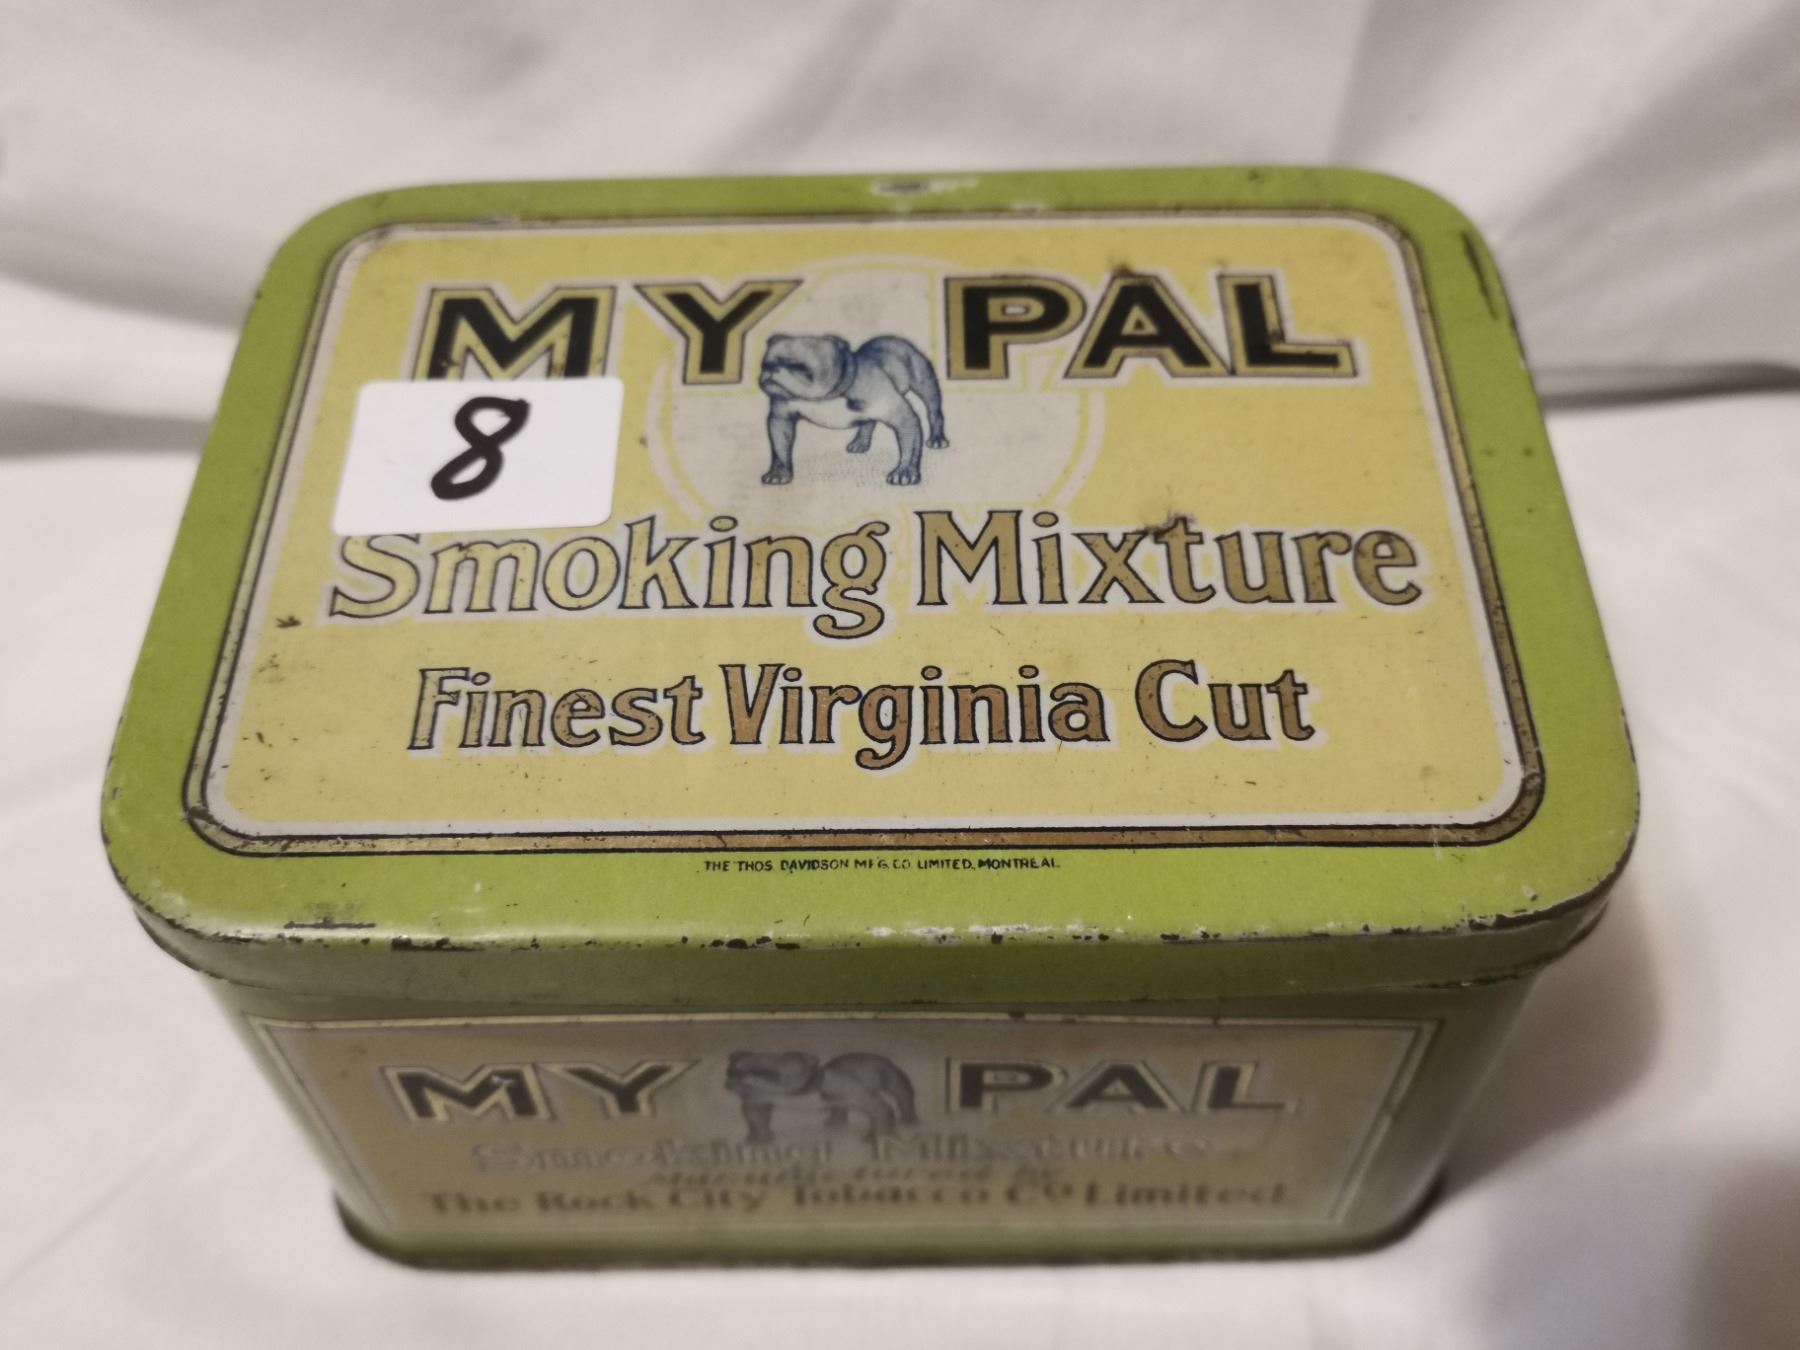 MY PAL
8
Smoking Mixture
Finest Virginia Cut
THE THOS. DAVIDSON MF'G. CO. LIMITED, MONTREAL.
MY PAL
Smoking Mixture
Manufactured by
The Rock City Tobacco Co. Limited